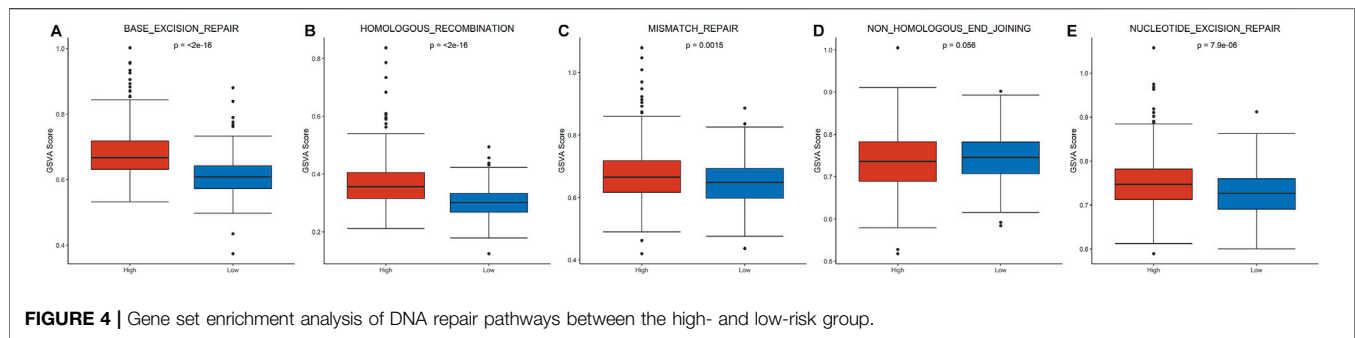 A BASE_EXCISION_REPAIR
p = <2e-16
GSVA Score
1.0
0.8
0.6
0.4
High Low
B HOMOLOGOUS_RECOMBINATION
p = <2e-16
GSVA Score
0.8
0.6
0.4
0.2
High Low
C MISMATCH_REPAIR
p = 0.0015
GSVA Score
1.0
0.8
0.6
0.4
High Low
D NON_HOMOLOGOUS_END_JOINING
p = 0.056
GSVA Score
1.0
0.9
0.8
0.7
0.6
0.5
High Low
E NUCLEOTIDE_EXCISION_REPAIR
p = 7.9e-06
GSVA Score
1.0
0.9
0.8
0.7
0.6
High Low
FIGURE 4 | Gene set enrichment analysis of DNA repair pathways between the high- and low-risk group.